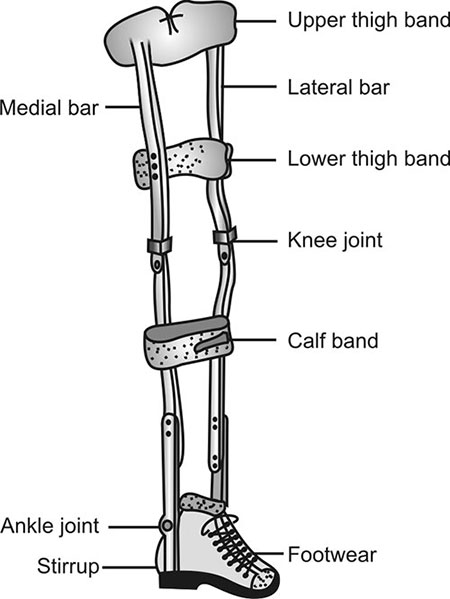 Upper thigh band
Lateral bar
Medial bar
Lower thigh band
Knee joint
Calf band
Ankle joint
Footwear
Stirrup